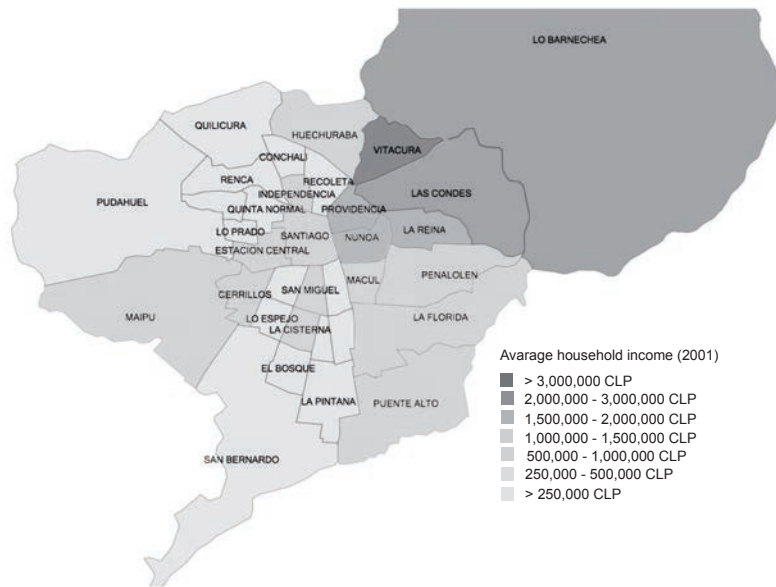 LO BARNECHEA
QUILICURA
HUECHURABA
VITACURA
CONCHALI
RENCA
RECOLETA
LAS CONDES
INDEPENDENCIA
PUDAHUEL
QUINTA NORMAL
PROVIDENCIA
LO PRADO
SANTIAGO
NUNOA
LA REINA
ESTACION CENTRAL
MACUL
PENALOLEN
CERRILLOS
SAN MIGUEL
MAIPU
LO ESPEJO
LA FLORIDA
LA CISTERNA
EL BOSQUE
LA PINTANA
PUENTE ALTO
SAN BERNARDO
Avarage household income (2001)
> 3,000,000 CLP
2,000,000 - 3,000,000 CLP
1,500,000 - 2,000,000 CLP
1,000,000 - 1,500,000 CLP
500,000 - 1,000,000 CLP
250,000 - 500,000 CLP
> 250,000 CLP